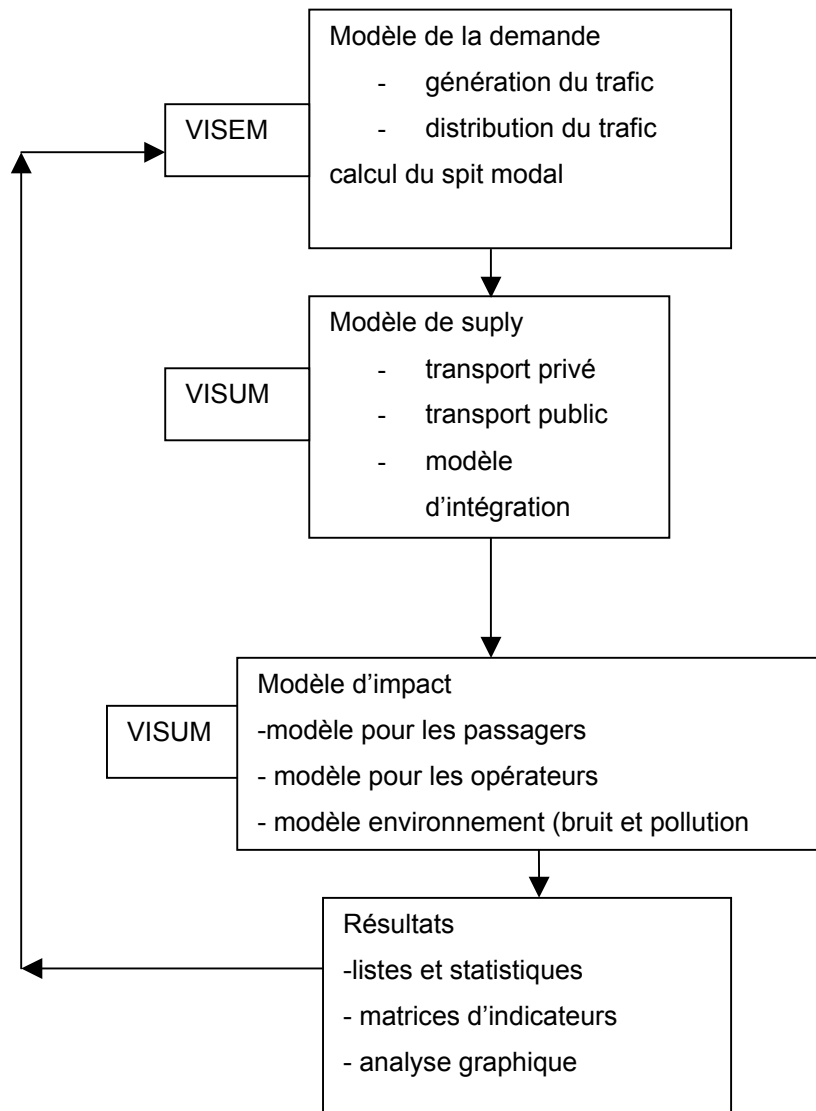 Modèle de la demande
- génération du trafic
- distribution du trafic
calcul du spit modal
VISEM
Modèle de suply
- transport privé
- transport public
- modèle
d’intégration
VISUM
Modèle d’impact
-modèle pour les passagers
- modèle pour les opérateurs
- modèle environnement (bruit et pollution
VISUM
Résultats
-listes et statistiques
- matrices d’indicateurs
- analyse graphique